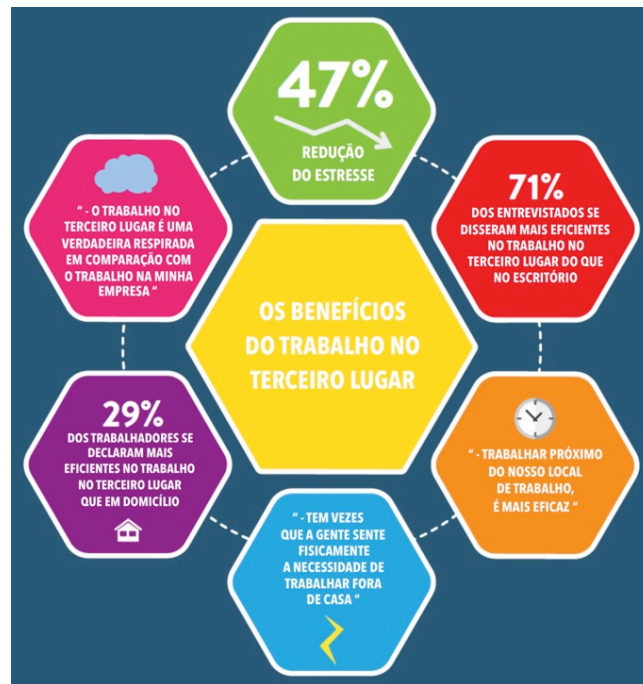 47%
REDUÇÃO
DO ESTRESSE
71%
DOS ENTREVISTADOS SE
DISSERAM MAIS EFICIENTES
NO TRABALHO NO
TERCEIRO LUGAR DO QUE
NO ESCRITÓRIO
" - O TRABALHO NO
TERCEIRO LUGAR É UMA
VERDADEIRA RESPIRADA
EM COMPARAÇÃO COM
O TRABALHO NA MINHA
EMPRESA "
OS BENEFÍCIOS
DO TRABALHO NO
TERCEIRO LUGAR
29%
DOS TRABALHADORES SE
DECLARAM MAIS
EFICIENTES NO TRABALHO
NO TERCEIRO LUGAR
QUE EM DOMICÍLIO
" - TRABALHAR PRÓXIMO
DO NOSSO LOCAL
DE TRABALHO,
É MAIS EFICAZ "
" - TEM VEZES
QUE A GENTE SENTE
FISICAMENTE
A NECESSIDADE DE
TRABALHAR FORA
DE CASA "